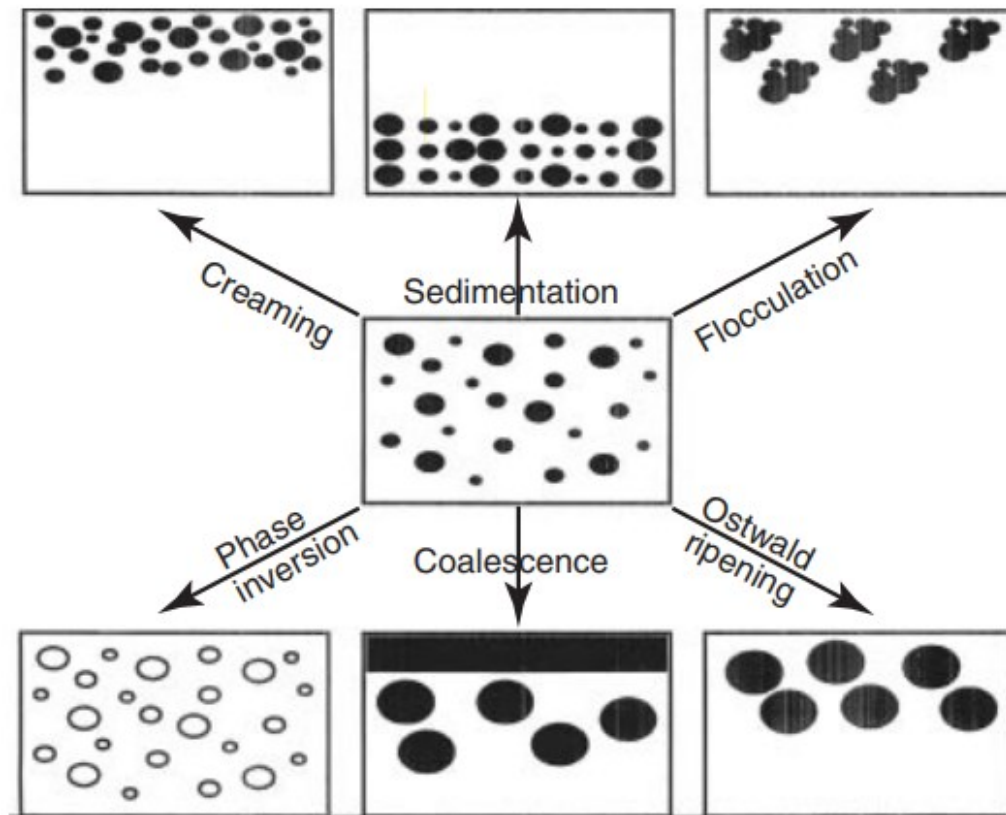 Creaming
Sedimentation
Flocculation
Phase
inversion
Coalescence
Ostwald
ripening